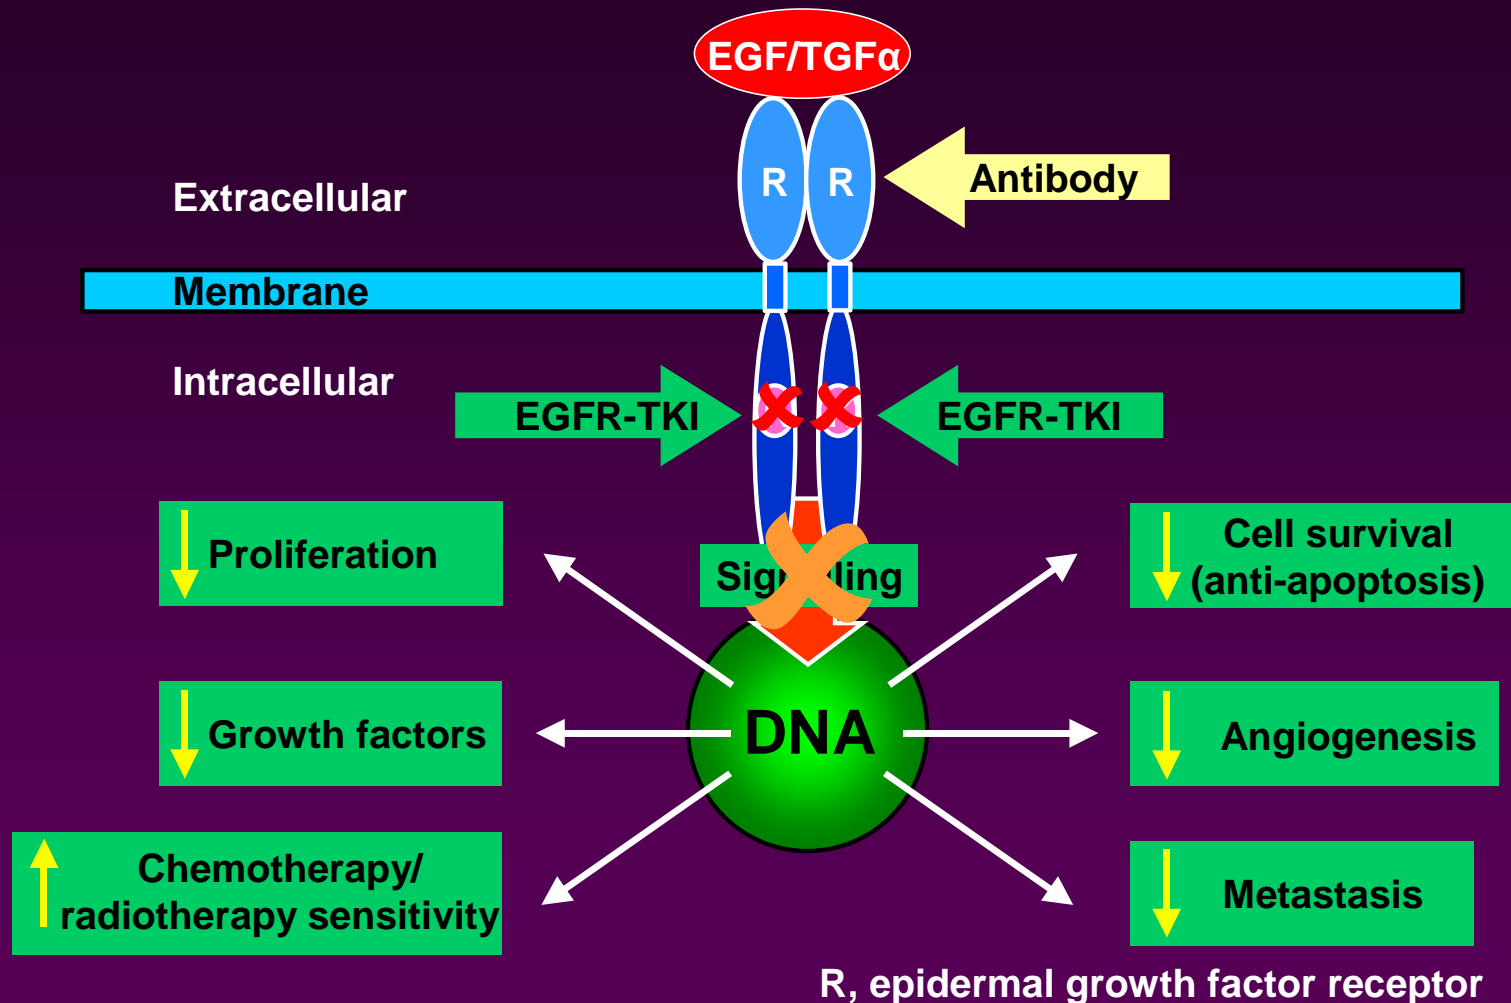 EGF/TGFα
R R
Antibody
Extracellular
Membrane
Intracellular
EGFR-TKI
EGFR-TKI
Proliferation
Signalling
Cell survival
(anti-apoptosis)
Growth factors
DNA
Angiogenesis
Chemotherapy/
radiotherapy sensitivity
Metastasis
R, epidermal growth factor receptor